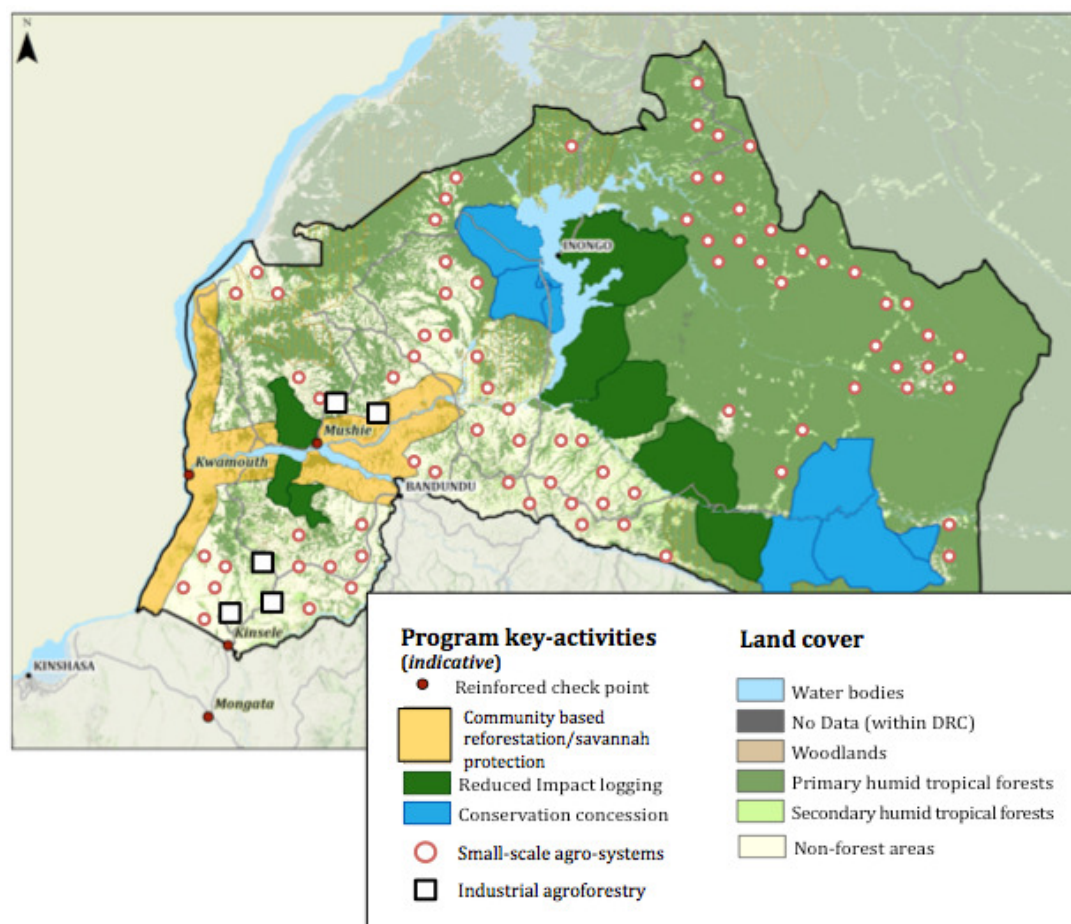 N
INONGO
Mushie
Kwamouth
BANDUNDU
Kinsele
KINSHASA
Mongata
Program key-activities
(indicative)
Reinforced check point
Community based
reforestation/savannah
protection
Reduced Impact logging
Conservation concession
Small-scale agro-systems
Industrial agroforestry
Land cover
Water bodies
No Data (within DRC)
Woodlands
Primary humid tropical forests
Secondary humid tropical forests
Non-forest areas